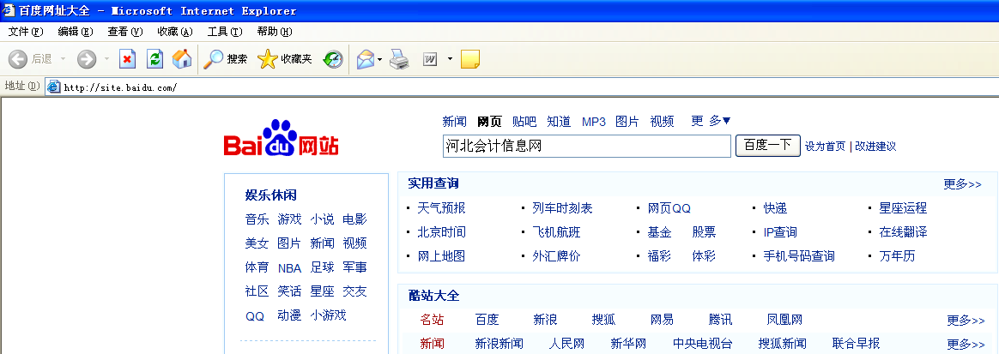 百度网址大全 - Microsoft Internet Explorer
文件(F) 编辑(E) 查看(V) 收藏(A) 工具(T) 帮助(H)
后退 搜索 收藏夹
地址(D) http://site.baidu.com/
新闻 网页 贴吧 知道 MP3 图片 视频 更 多▼
Bai du 网站 河北会计信息网 百度一下 设为首页 | 改进建议
娱乐休闲
音乐 游戏 小说 电影
美女 图片 新闻 视频
体育 NBA 足球 军事
社区 笑话 星座 交友
QQ 动漫 小游戏
实用查询 更多>>
天气预报 列车时刻表 网页QQ 快递 星座运程
北京时间 飞机航班 基金 股票 IP查询 在线翻译
网上地图 外汇牌价 福彩 体彩 手机号码查询 万年历
酷站大全
名站 百度 新浪 搜狐 网易 腾讯 凤凰网 更多>>
新闻 新浪新闻 人民网 新华网 中央电视台 搜狐新闻 联合早报 更多>>